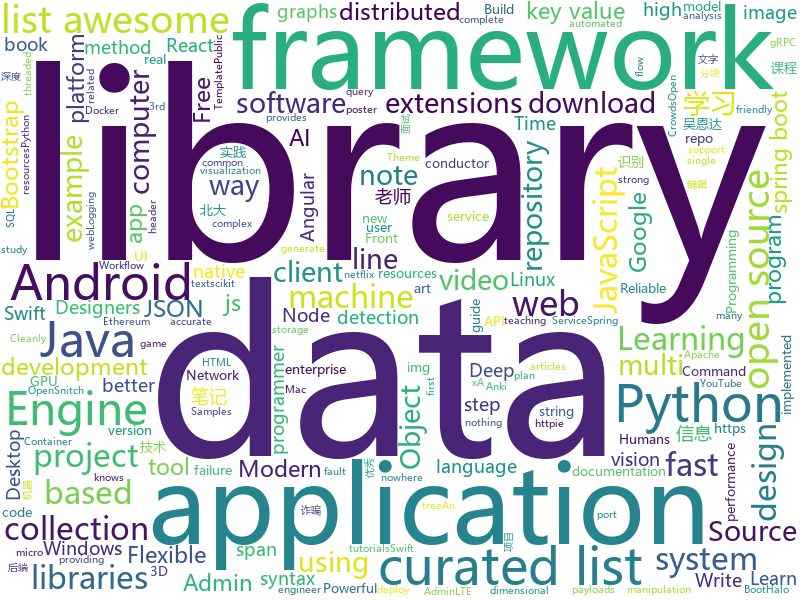 list awesome
graphs
distributed
key value
high
model
analysis
Build
complete
automated
gRPC
book
method
React
real
threaded
related
Docker
3rd
Free
TemplatePublic
framework
query
poster
image
flow
文字
分块
课程
深度
library
software
extensions
download
provides
CrowdsOpen
friendly
学习
Bootstrap
resourcesPython
platform
computer
AI
面试
Time
吴恩达
repo
example
实践
common
visualization
way
note
Theme
conductor
识别
support
single
strong
编辑
spring boot
北大
complex
老师
user
service
repository
JavaScript
Google
open source
SQL
webLogging
app
header
Angular
new
Front
line
Android
UI
native
Workflow
generate
client
netflix
resources
video
Linux
Reliable
Programming
program
study
Designers
JSON
textscikit
machine
art
guide
API
teaching
ServiceSpring
web
many
Swift
Ethereum
accurate
js
Node
detection
storage
Cleanly
game
Java
data
Learning
Apache
implemented
development
GPU
OpenSnitch
better
HTML
Network
Samples
enterprise
Mac
img
first
articles
Deep
xA
plan
Anki
multi
Command
YouTube
Engine
笔记
programmer
step
string
nothing
httpie
Python
https
Humans
Desktop
Container
version
技术
project
tool
failure
Object
language
信息
design
knows
Modern
fault
优秀
nowhere
vision
fast
documentation
performance
code
机器
based
application
诈骗
treeAn
port
项目
collection
Source
micro
后端
providing
Windows
Flexible
span
using
tutorialsSwift
curated list
system
BootHalo
libraries
3D
Admin
syntax
Powerful
engineer
deploy
AdminLTE
dimensional
payloads
manipulation
Write
Learn